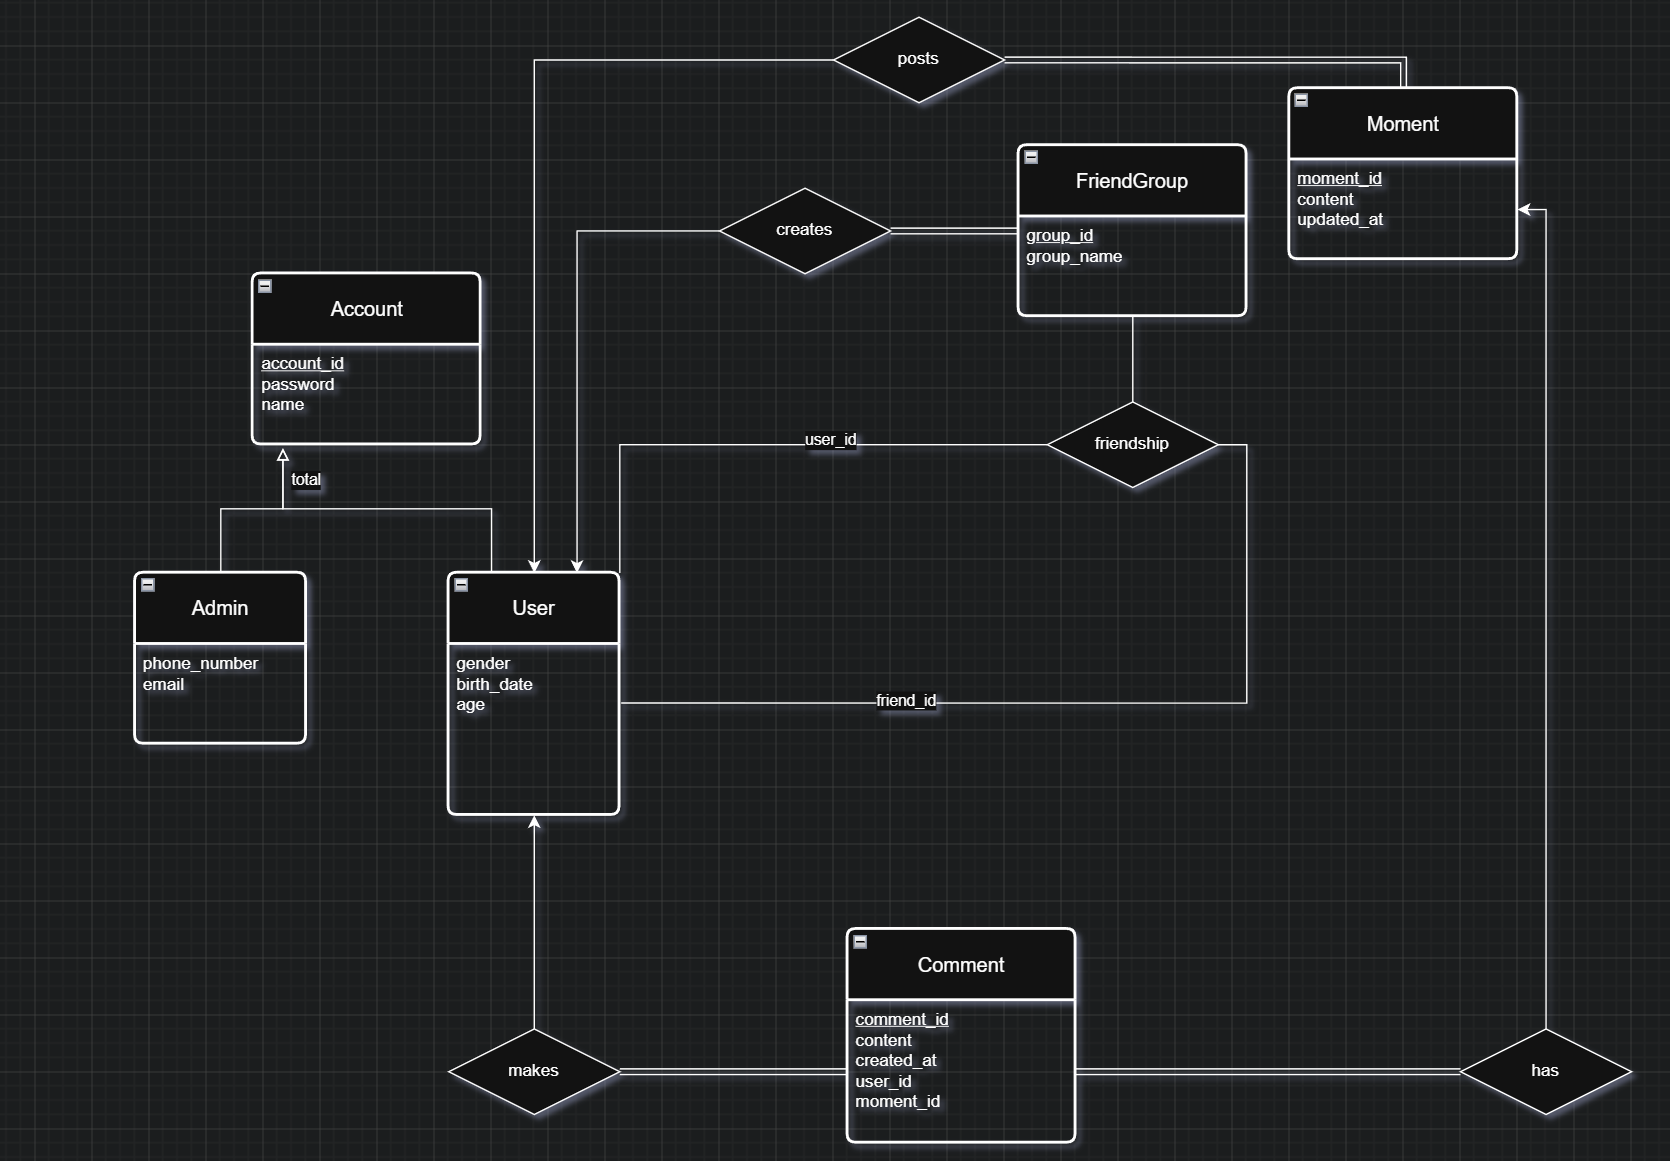 posts
Moment
moment_id
content
updated_at
FriendGroup
group_id
group_name
creates
Account
account_id
password
name
user_id
friendship
total
Admin
phone_number
email
User
gender
birth_date
age
friend_id
Comment
comment_id
content
created_at
user_id
moment_id
makes
has